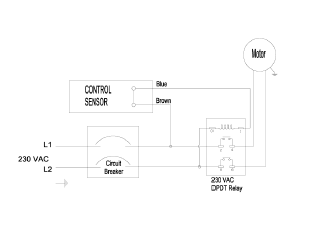 Motor
Blue
CONTROL
SENSOR
Brown
L1
230 VAC
L2
Circuit
Breaker
230 VAC
DPDT Relay